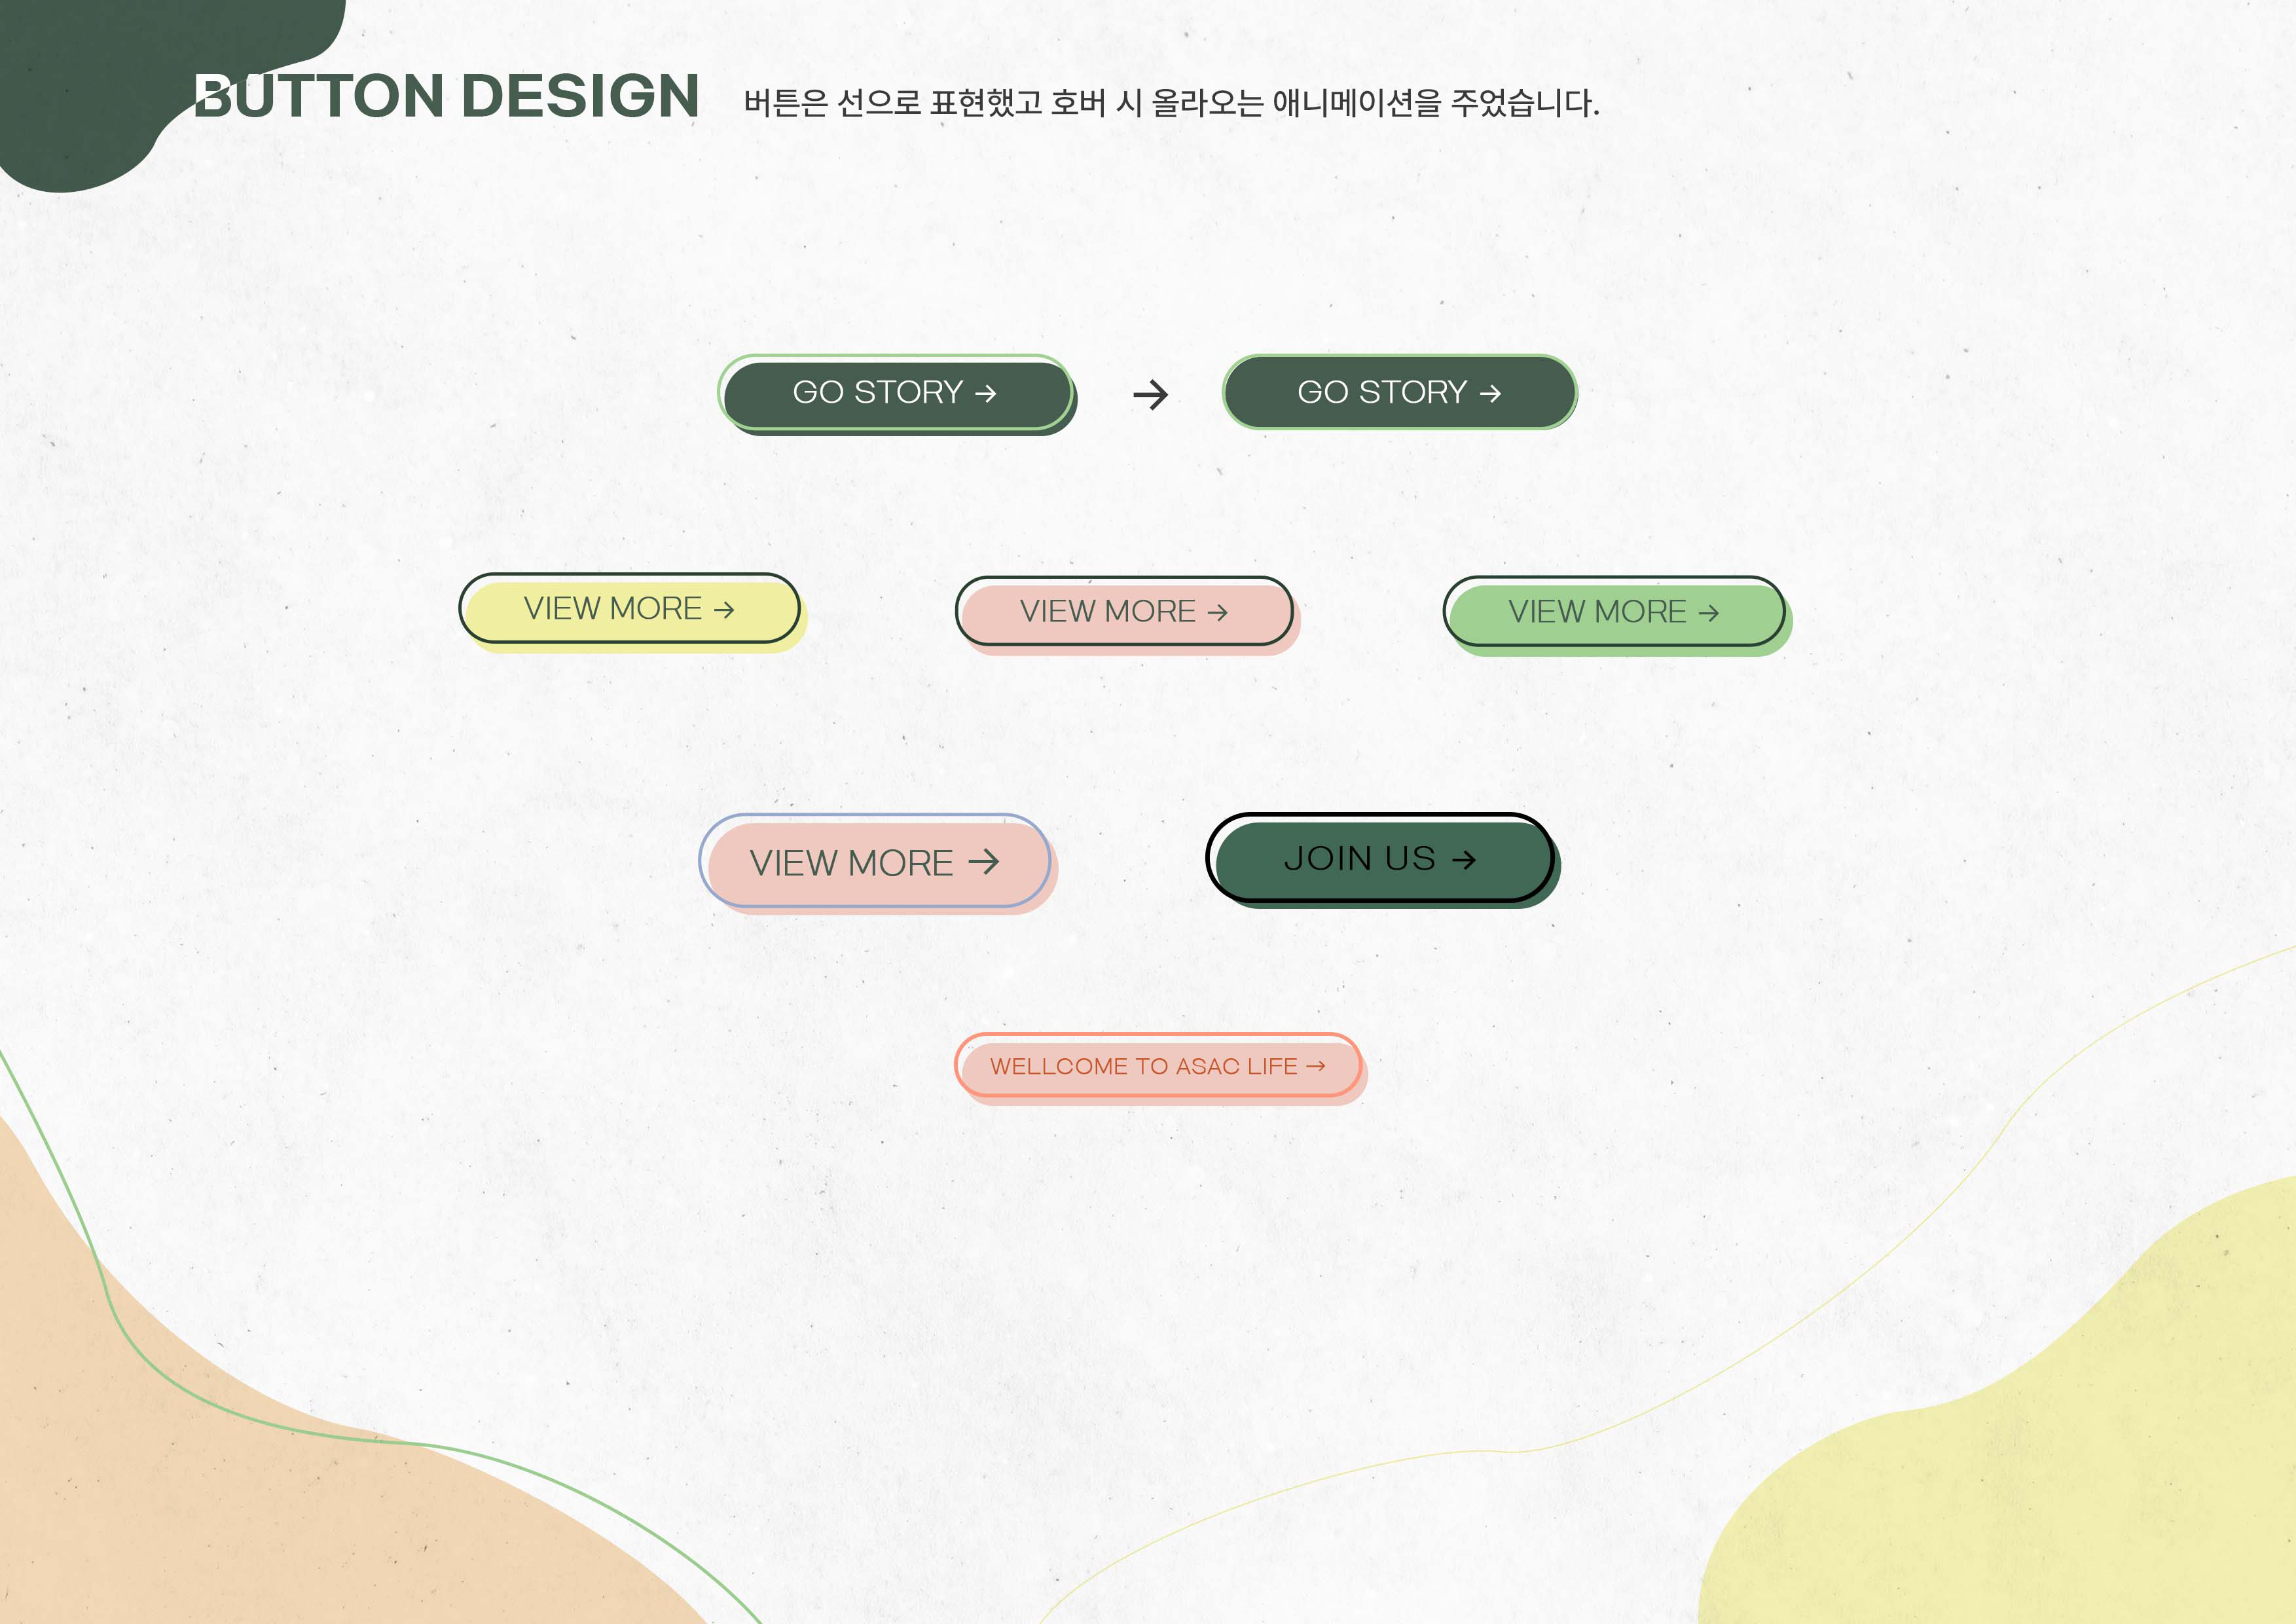 BUTTON DESIGN 버튼은 선으로 표현했고 호버 시 올라오는 애니메이션을 주었습니다.
GO STORY → → GO STORY →
VIEW MORE → VIEW MORE → VIEW MORE →
VIEW MORE → JOIN US →
WELLCOME TO ASAC LIFE →